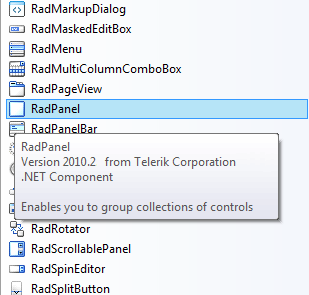 RadMarkupDialog
RadMaskedEditBox
RadMenu
RadMultiColumnComboBox
RadPageView
RadPanel
RadPanelBar
RadPanel
Version 2010.2 from Telerik Corporation
.NET Component
Enables you to group collections of controls
RadRotator
RadScrollablePanel
RadSpinEditor
RadSplitButton